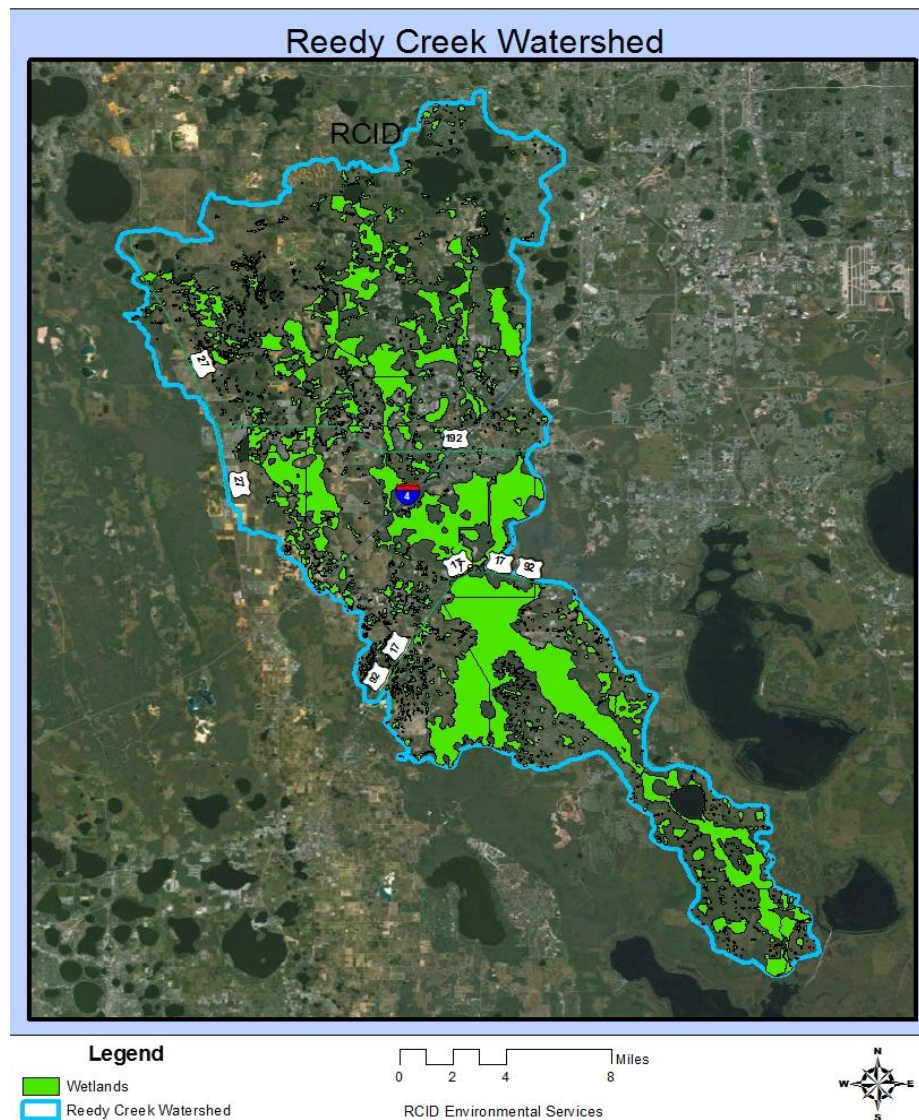 Reedy Creek Watershed
RCID
27
192
27
4
17
17
92
17
92
Legend
Wetlands
Reedy Creek Watershed
0 2 4 8 Miles
RCID Environmental Services
N
W E
S